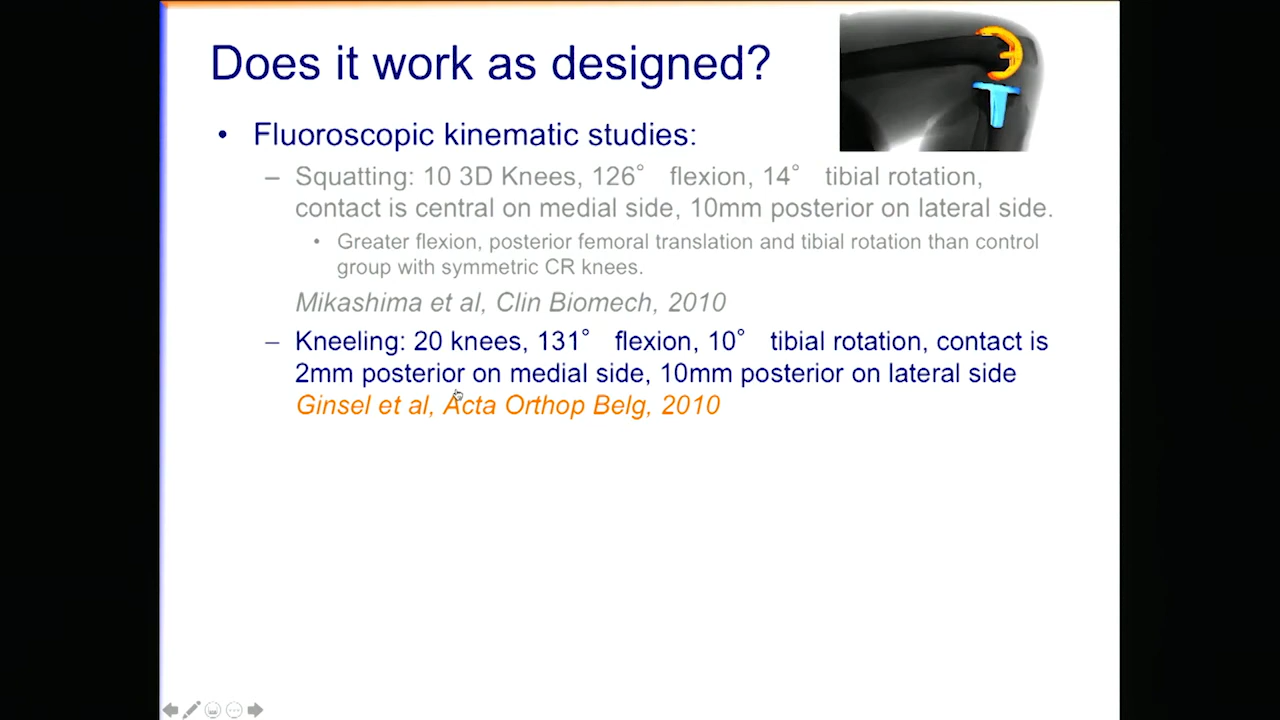 Does it work as designed?
• Fluoroscopic kinematic studies:
– Squatting: 10 3D Knees, 126° flexion, 14° tibial rotation,
contact is central on medial side, 10mm posterior on lateral side.
• Greater flexion, posterior femoral translation and tibial rotation than control
group with symmetric CR knees.
Mikashima et al, Clin Biomech, 2010
– Kneeling: 20 knees, 131° flexion, 10° tibial rotation, contact is
2mm posterior on medial side, 10mm posterior on lateral side
Ginsel et al, Acta Orthop Belg, 2010